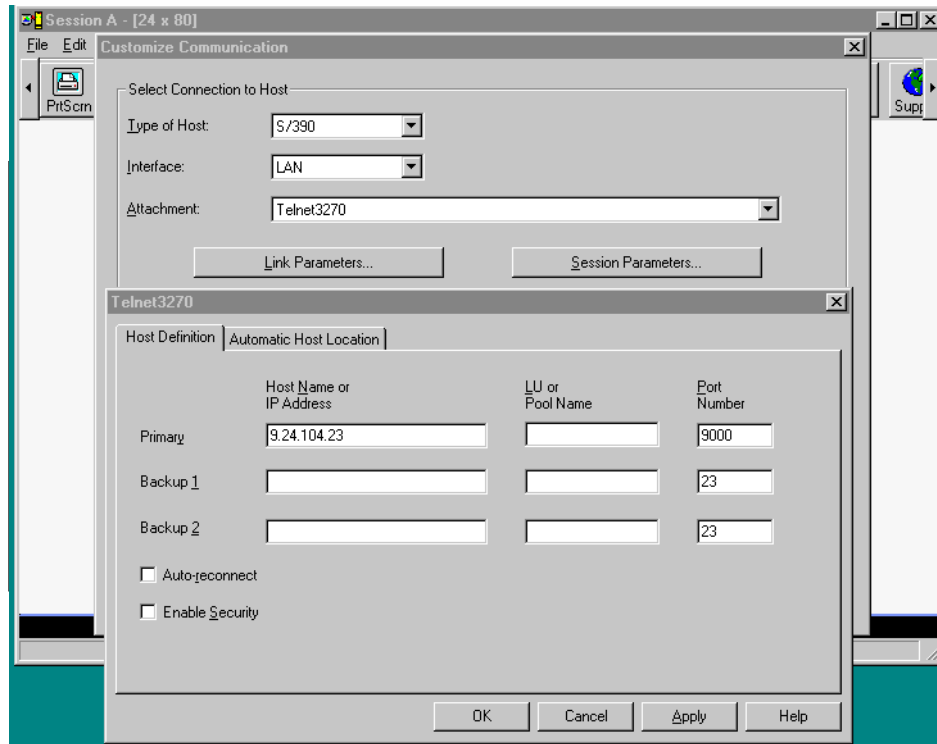 Session A - [24 x 80]
File Edit
Customize Communication
PrtScrn
Select Connection to Host
Type of Host:
S/390
Interface:
LAN
Attachment:
Telnet3270
Link Parameters...
Session Parameters...
Telnet3270
Host Definition
Automatic Host Location
Host Name or
IP Address
LU or
Pool Name
Port
Number
Primary
9.24.104.23
9000
Backup 1
23
Backup 2
23
Auto-reconnect
Enable Security
OK
Cancel
Apply
Help